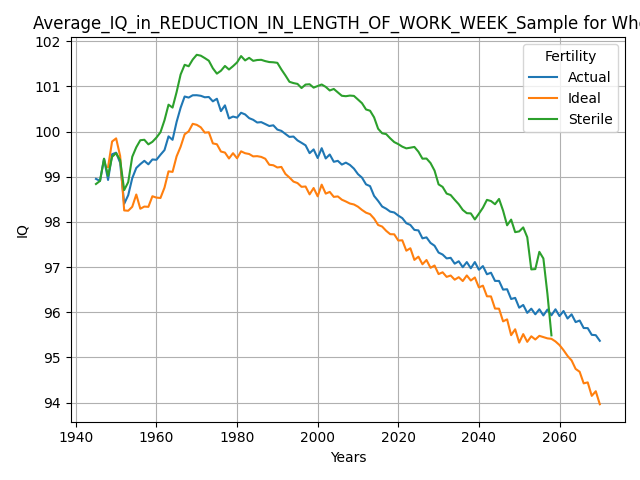 Average_IQ_in_REDUCTION_IN_LENGTH_OF_WORK_WEEK_Sample for Who
Fertility
Actual
Ideal
Sterile
102
101
100
99
98
97
96
95
94
IQ
1940
1960
1980
2000
2020
2040
2060
Years